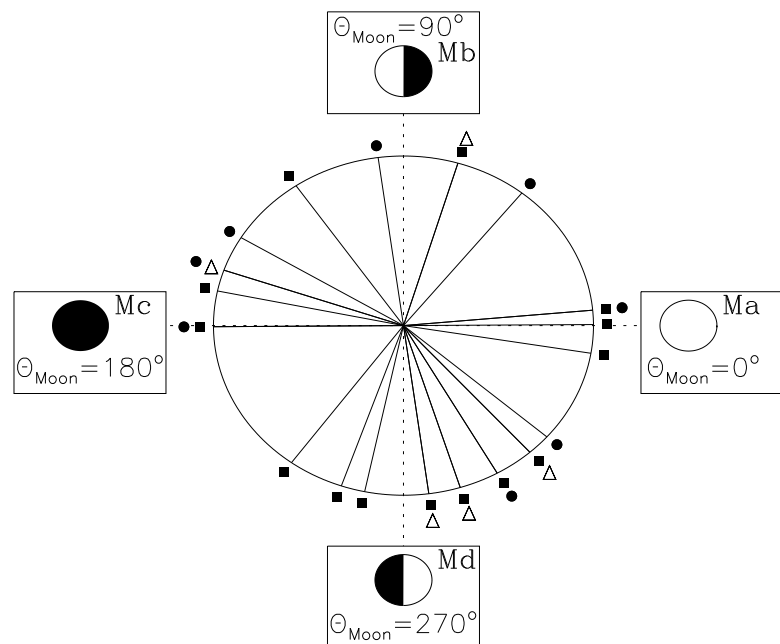 Θ_Moon=90°
Mb
Mc
Θ_Moon=180°
Ma
Θ_Moon=0°
Md
Θ_Moon=270°